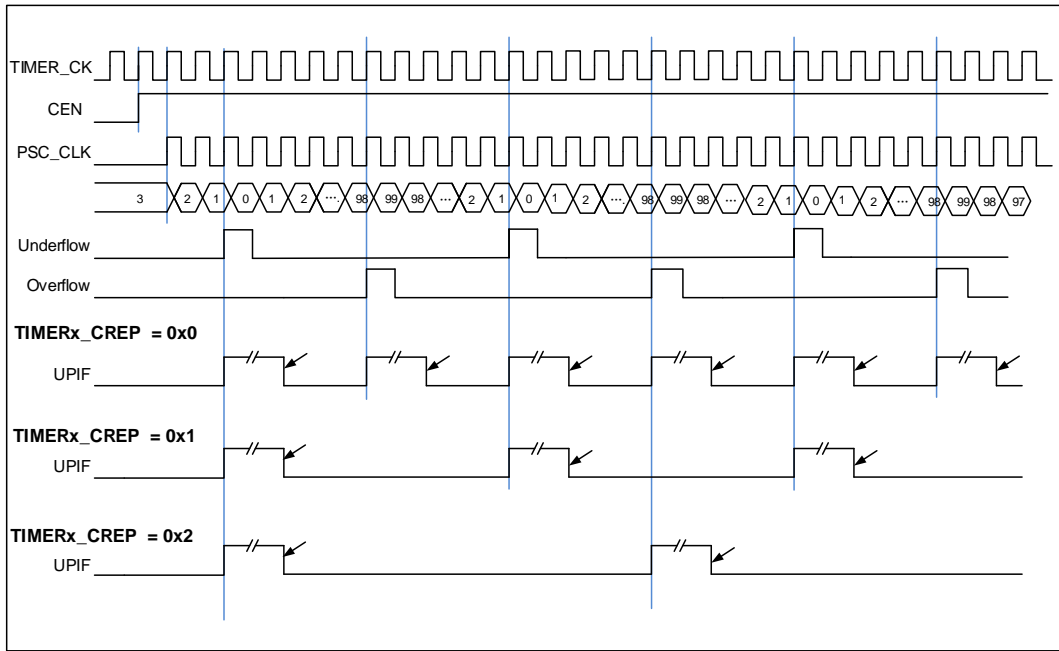 TIMER_CK
CEN
PSC_CLK
3 2 1 0 1 2 .... 98 99 98 ... 2 1 0 1 2 .... 98 99 98 ... 2 1 0 1 2 ... 98 99 98 97
Underflow
Overflow
TIMERx_CREP = 0x0
UPIF
TIMERx_CREP = 0x1
UPIF
TIMERx_CREP = 0x2
UPIF